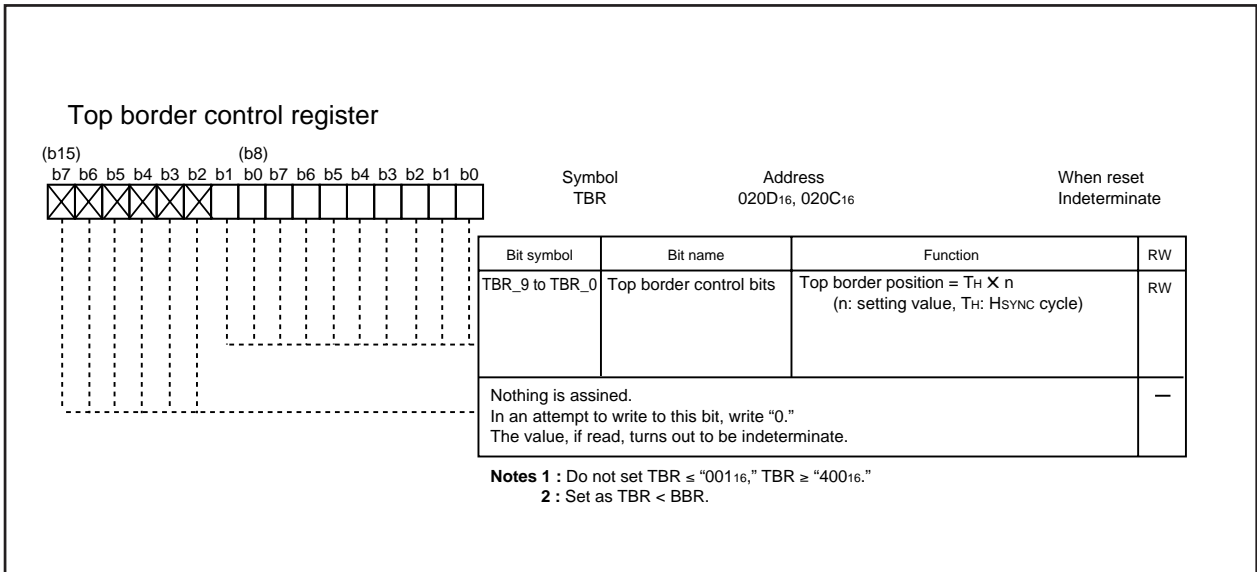 Top border control register
(b15) (b8)
b7 b6 b5 b4 b3 b2 b1 b0 b7 b6 b5 b4 b3 b2 b1 b0
Symbol Address When reset
TBR 020D16, 020C16 Indeterminate
Bit symbol Bit name Function RW
TBR_9 to TBR_0 Top border control bits Top border position = TH X n RW
(n: setting value, TH: HSYNC cycle)
Nothing is assined. —
In an attempt to write to this bit, write “0.”
The value, if read, turns out to be indeterminate.
Notes 1 : Do not set TBR ≤ “00116,” TBR ≥ “40016.”
2 : Set as TBR < BBR.